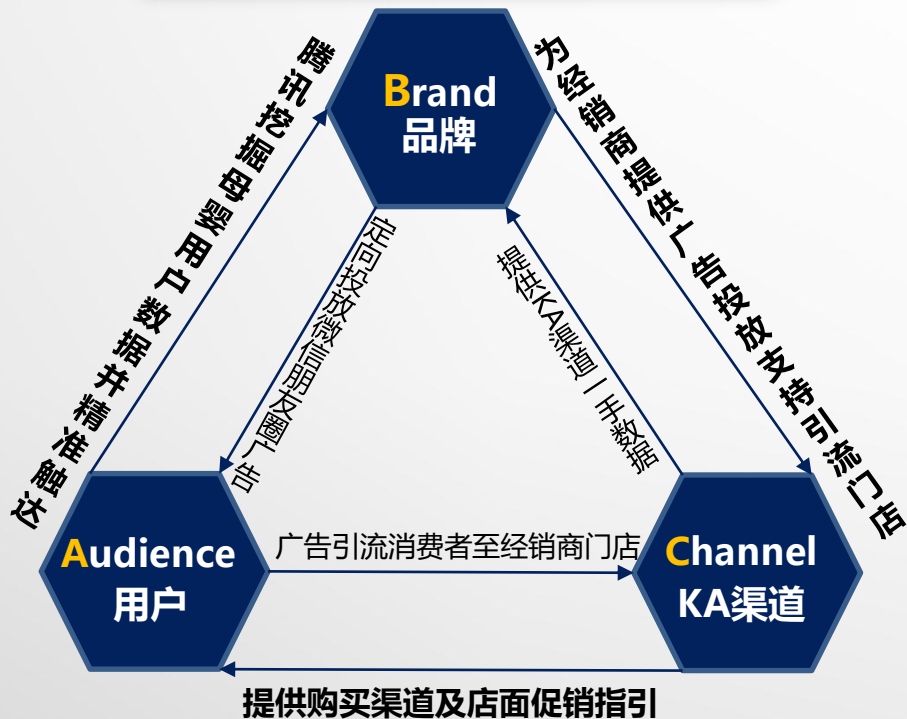 Brand
品牌
腾讯挖掘母婴用户数据并精准触达
为经销商提供广告投放支持引流门店
定向投放微信朋友圈广告
提供KA渠道一手数据
Audience
用户
广告引流消费者至经销商门店
Channel
KA渠道
提供购买渠道及店面促销指引